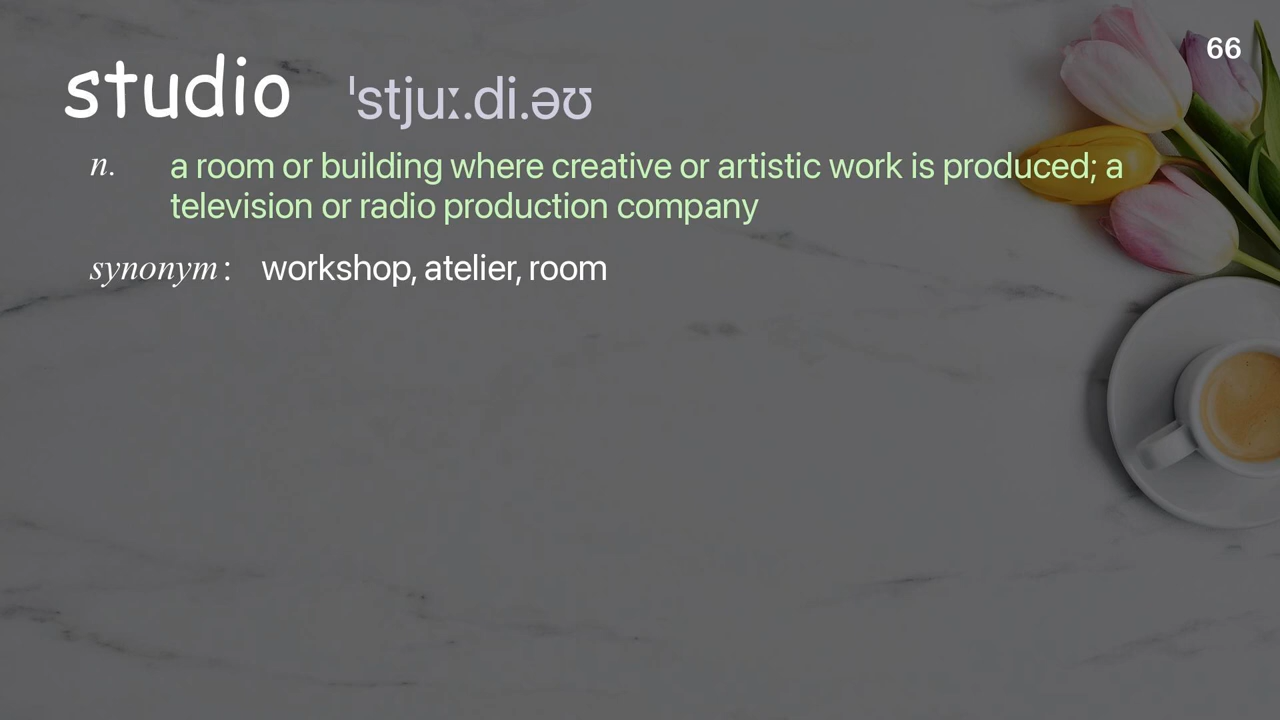 66
studio ˈstjuː.di.əʊ
n. a room or building where creative or artistic work is produced; a
television or radio production company
synonym: workshop, atelier, room